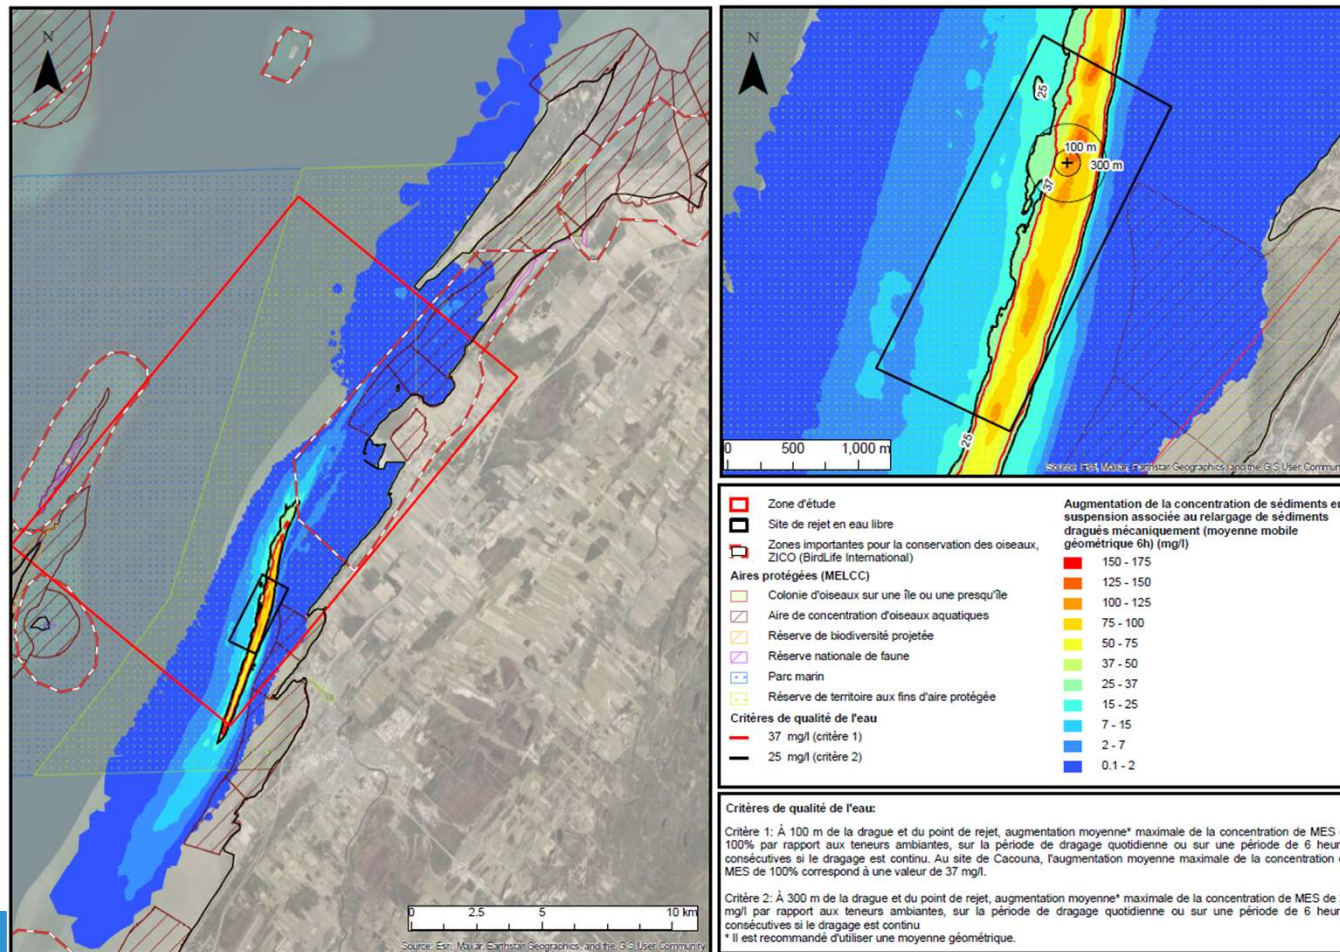 N
0 2.5 5 10 km
Source: Esri, Maxar, Earthstar Geographics, and the GIS User Community
N
25
100 m
300 m
37
25
0 500 1,000 m
Source: Esri, Maxar, Earthstar Geographics, and the GIS User Commun
Zone d'étude
Site de rejet en eau libre
Zones importantes pour la conservation des oiseaux,
ZICO (BirdLife International)
Aires protégées (MELCC)
Colonie d'oiseaux sur une île ou une presqu'île
Aire de concentration d'oiseaux aquatiques
Réserve de biodiversité projetée
Réserve nationale de faune
Parc marin
Réserve de territoire aux fins d'aire protégée
Critères de qualité de l'eau
37 mg/l (critère 1)
25 mg/l (critère 2)
Augmentation de la concentration de sédiments en
suspension associée au relargage de sédiments
dragués mécaniquement (moyenne mobile
géométrique 6h) (mg/l)
150 - 175
125 - 150
100 - 125
75 - 100
50 - 75
37 - 50
25 - 37
15 - 25
7 - 15
2 - 7
0.1 - 2
Critères de qualité de l'eau:
Critère 1: À 100 m de la drague et du point de rejet, augmentation moyenne* maximale de la concentration de MES
100% par rapport aux teneurs ambiantes, sur la période de dragage quotidienne ou sur une période de 6 heur
consécutives si le dragage est continu. Au site de Cacouna, l'augmentation moyenne maximale de la concentration
MES de 100% correspond à une valeur de 37 mg/l.
Critère 2: À 300 m de la drague et du point de rejet, augmentation moyenne* maximale de la concentration de MES de
mg/l par rapport aux teneurs ambiantes, sur la période de dragage quotidienne ou sur une période de 6 heur
consécutives si le dragage est continu
* Il est recommandé d'utiliser une moyenne géométrique.